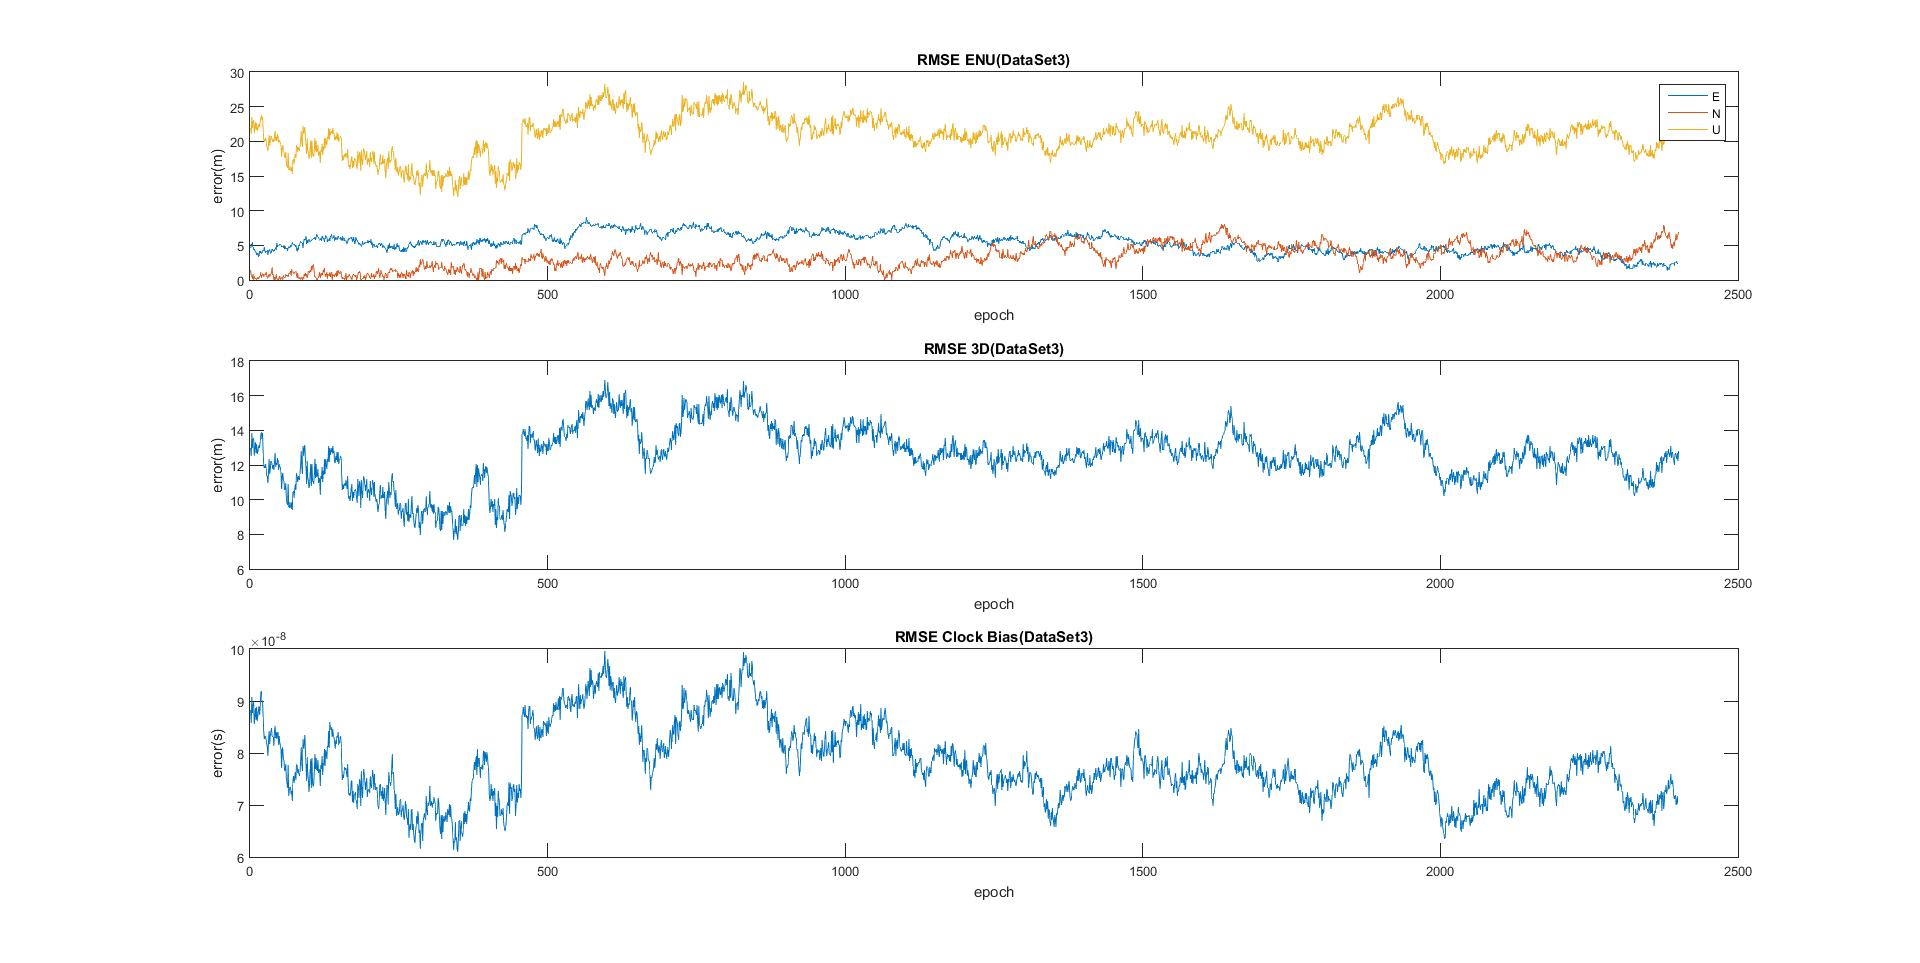 RMSE ENU(DataSet3)
30
25
20
15
10
5
0
error(m)
E
N
U
0 500 1000 1500 2000 2500
epoch
RMSE 3D(DataSet3)
18
16
14
12
10
8
6
error(m)
0 500 1000 1500 2000 2500
epoch
RMSE Clock Bias(DataSet3)
×10-8
10
9
8
7
6
error(s)
0 500 1000 1500 2000 2500
epoch